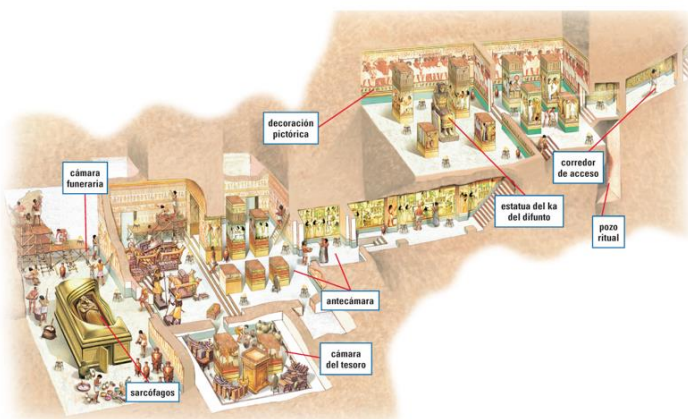 decoración
pictórica
cámara
funeraria
corredor
de acceso
estatua del ka
del difunto
pozo
ritual
antecámara
cámara
del tesoro
sarcófagos